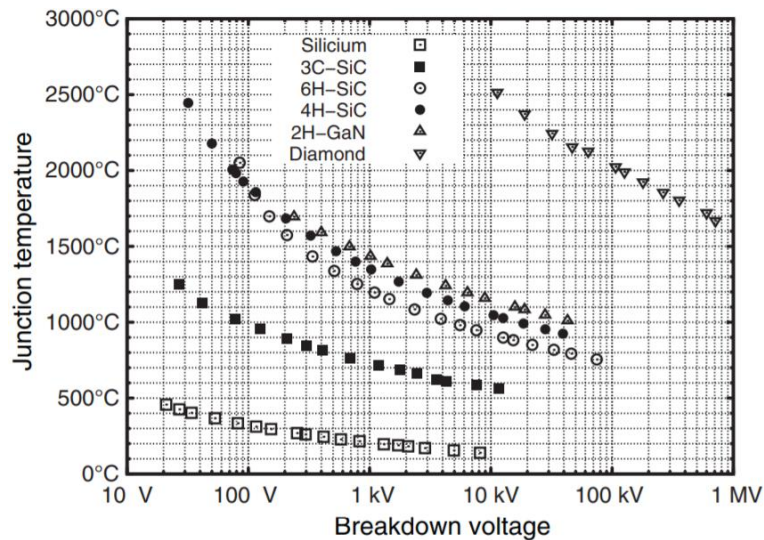 3000°C
2500°C
2000°C
1500°C
1000°C
500°C
0°C
Junction temperature
Silicium
3C−SiC
6H−SiC
4H−SiC
2H−GaN
Diamond
10 V
100 V
1 kV
10 kV
100 kV
1 MV
Breakdown voltage